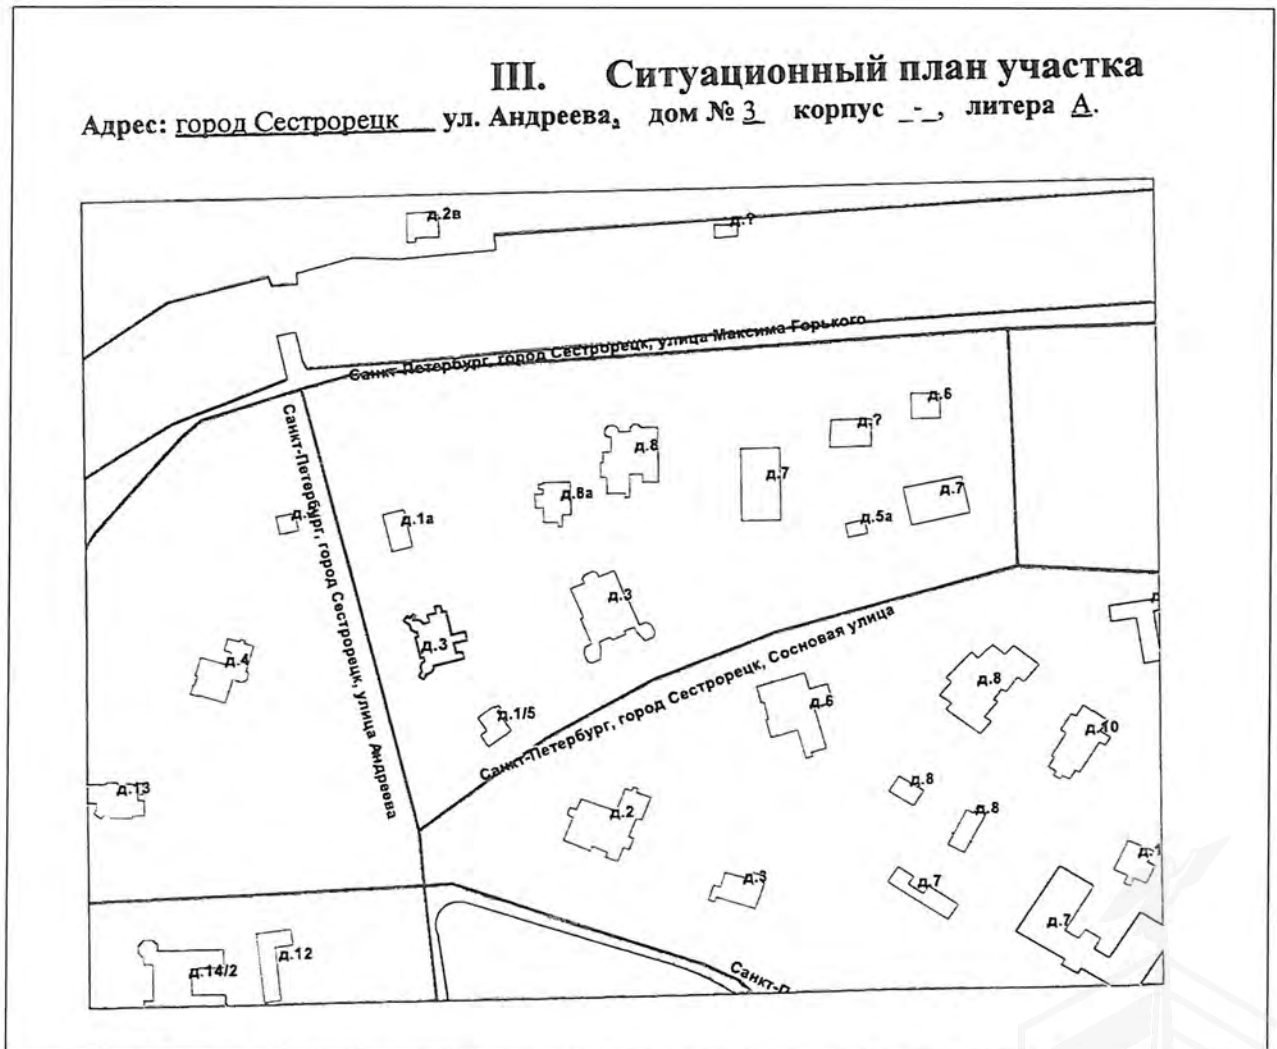 III. Ситуационный план участка
Адрес: город Сестрорецк ул. Андреева, дом № 3 корпус _-_, литера А.
д.2в
д.?
Санкт-Петербург, город Сестрорецк, улица Максима Горького
Санкт-Петербург, город Сестрорецк, улица Андреева
д.6
д.?
д.8
д.7
д.7
д.8а
д.5а
д.1а
д.3
д.3
д.4
Санкт-Петербург, город Сестрорецк, Сосновая улица
д.8
д.6
д.1/5
д.10
д.13
д.8
д.2
д.8
д.1
д.3
д.7
д.7
д.12
д.14/2
Санкт-П